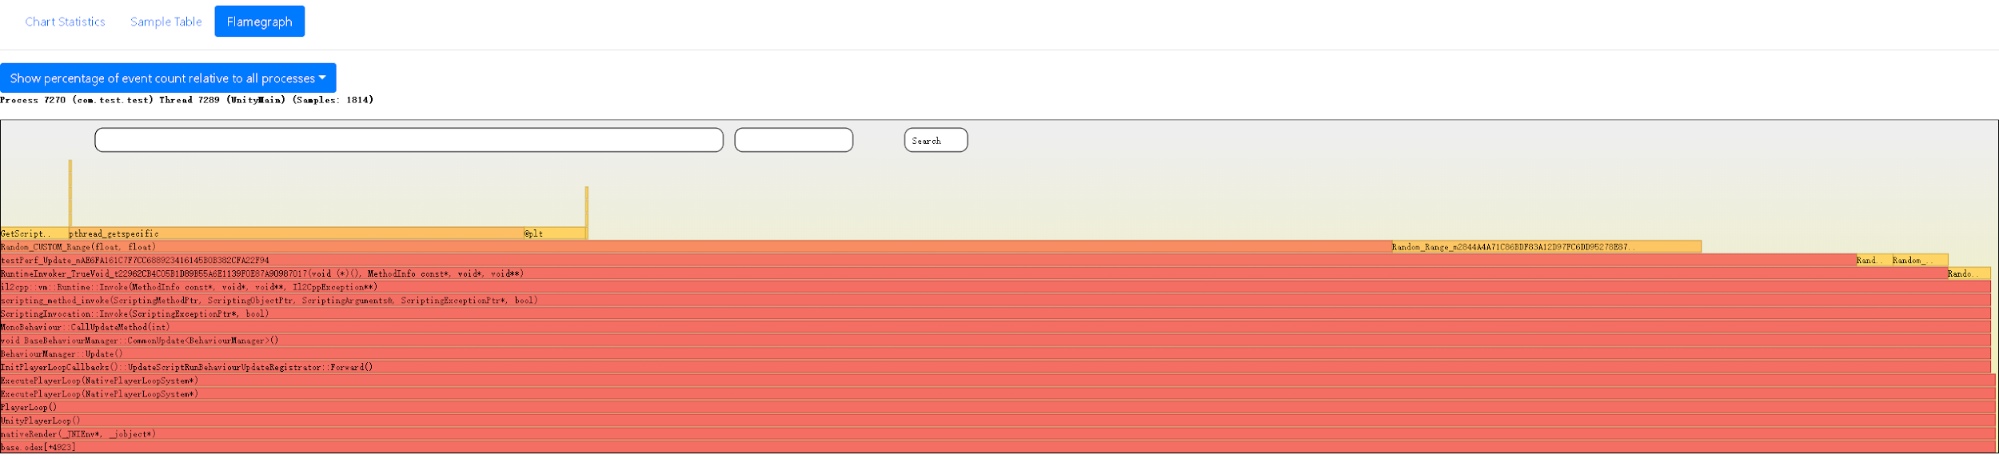 Chart Statistics Sample Table Flamegraph
Show percentage of event count relative to all processes
Process 7270 (com.test.test) Thread 7289 (UnityMain) (Samples: 1814)
Search
GetScript.. pthread_getspecific @plt
Random_CUSTOM_Range(float, float) Random_Range_m2844A4A71C86BDF83A12D97FC6DD95278E87..
testPerf_Update_mAB6FA161C7F7CC688923416145B0B382CFA22F94 Rand.. Random_..
RuntimeInvoker_TrueVoid_t22962CB4C05B1D89B55A6E1139F0E87A90987017(void (*)(), MethodInfo const*, void*, void**) Rando..
il2cpp::vm::Runtime::Invoke(MethodInfo const*, void*, void**, Il2CppException**)
scripting_method_invoke(ScriptingMethodPtr, ScriptingObjectPtr, ScriptingArguments&, ScriptingExceptionPtr*, bool)
ScriptingInvocation::Invoke(ScriptingExceptionPtr*, bool)
MonoBehaviour::CallUpdateMethod(int)
void BaseBehaviourManager::CommonUpdate<BehaviourManager>()
BehaviourManager::Update()
InitPlayerLoopCallbacks()::UpdateScriptRunBehaviourUpdateRegistrator::Forward()
ExecutePlayerLoop(NativePlayerLoopSystem*)
ExecutePlayerLoop(NativePlayerLoopSystem*)
PlayerLoop()
UnityPlayerLoop()
nativeRender(_JNIEnv*, _jobject*)
base.odex[+4923]